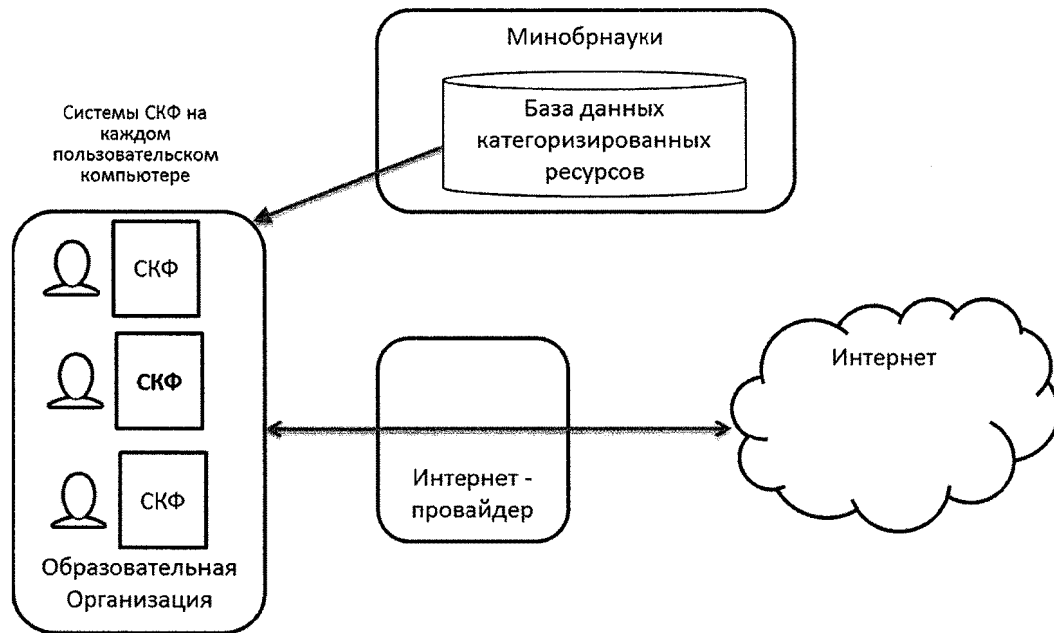 Минобрнауки
База данных
категоризированных
ресурсов
Системы СКФ на
каждом
пользовательском
компьютере
СКФ
СКФ
СКФ
Образовательная
Организация
Интернет -
провайдер
Интернет